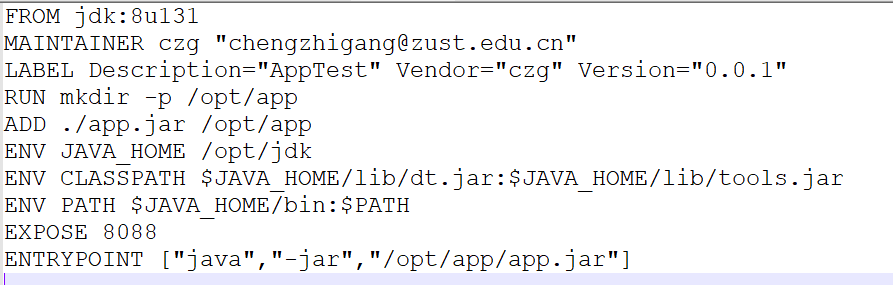 FROM jdk:8u131
MAINTAINER czg "chengzhigang@zust.edu.cn"
LABEL Description="AppTest" Vendor="czg" Version="0.0.1"
RUN mkdir -p /opt/app
ADD ./app.jar /opt/app
ENV JAVA_HOME /opt/jdk
ENV CLASSPATH $JAVA_HOME/lib/dt.jar:$JAVA_HOME/lib/tools.jar
ENV PATH $JAVA_HOME/bin:$PATH
EXPOSE 8088
ENTRYPOINT ["java","-jar","/opt/app/app.jar"]